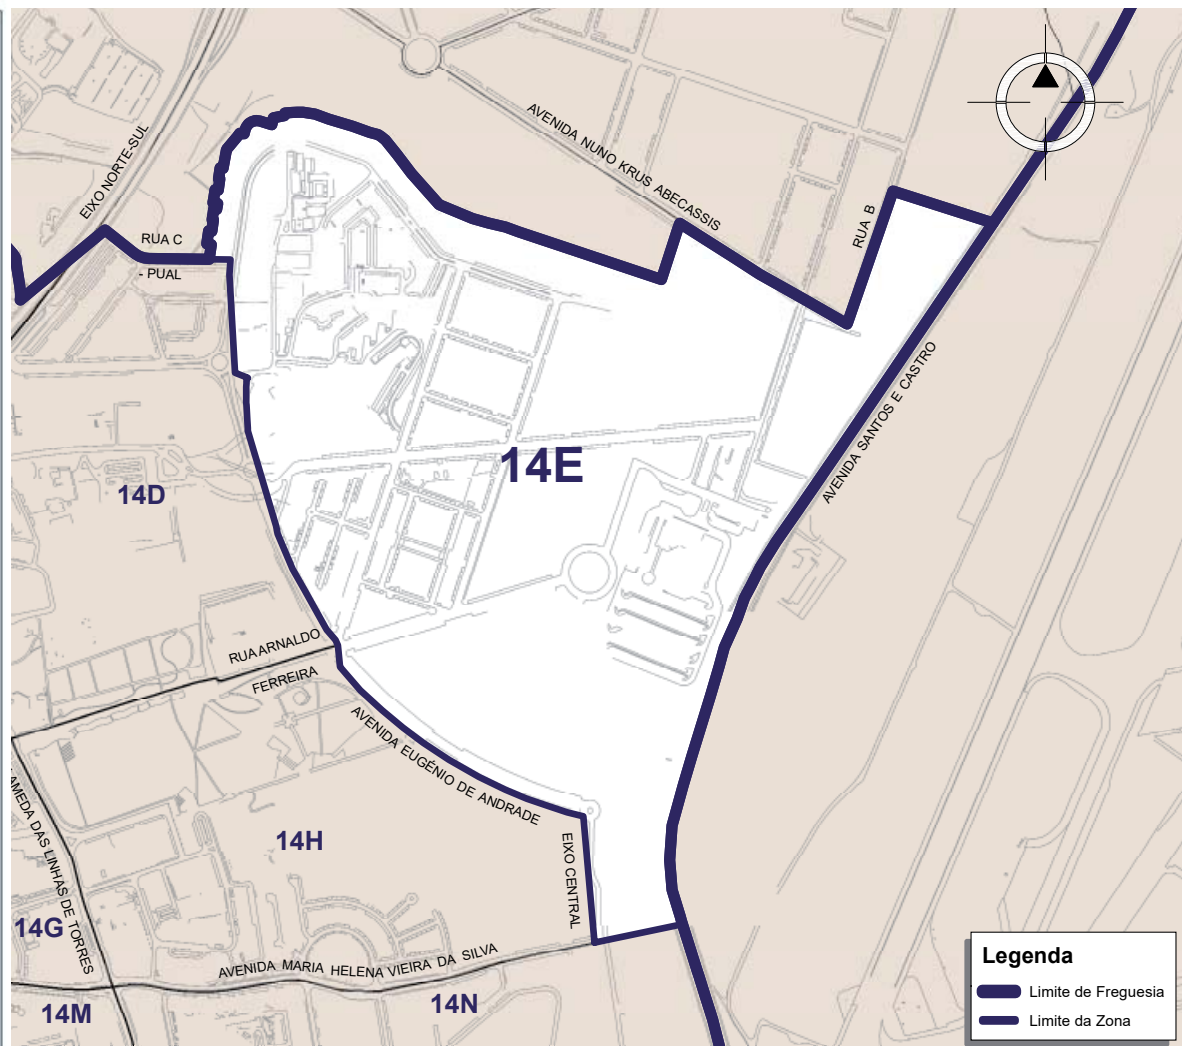 EIXO NORTE-SUL
AVENIDA NUNO KRUS ABECASSIS
RUA B
RUA C
- PUAL
AVENIDA SANTOS E CASTRO
14E
14D
RUA ARNALDO
FERREIRA
AVENIDA EUGÉNIO DE ANDRADE
AMEDA DAS LINHAS DE TORRES
14H
EIXO CENTRAL
14G
AVENIDA MARIA HELENA VIEIRA DA SILVA
14M
14N
Legenda
Limite de Freguesia
Limite da Zona